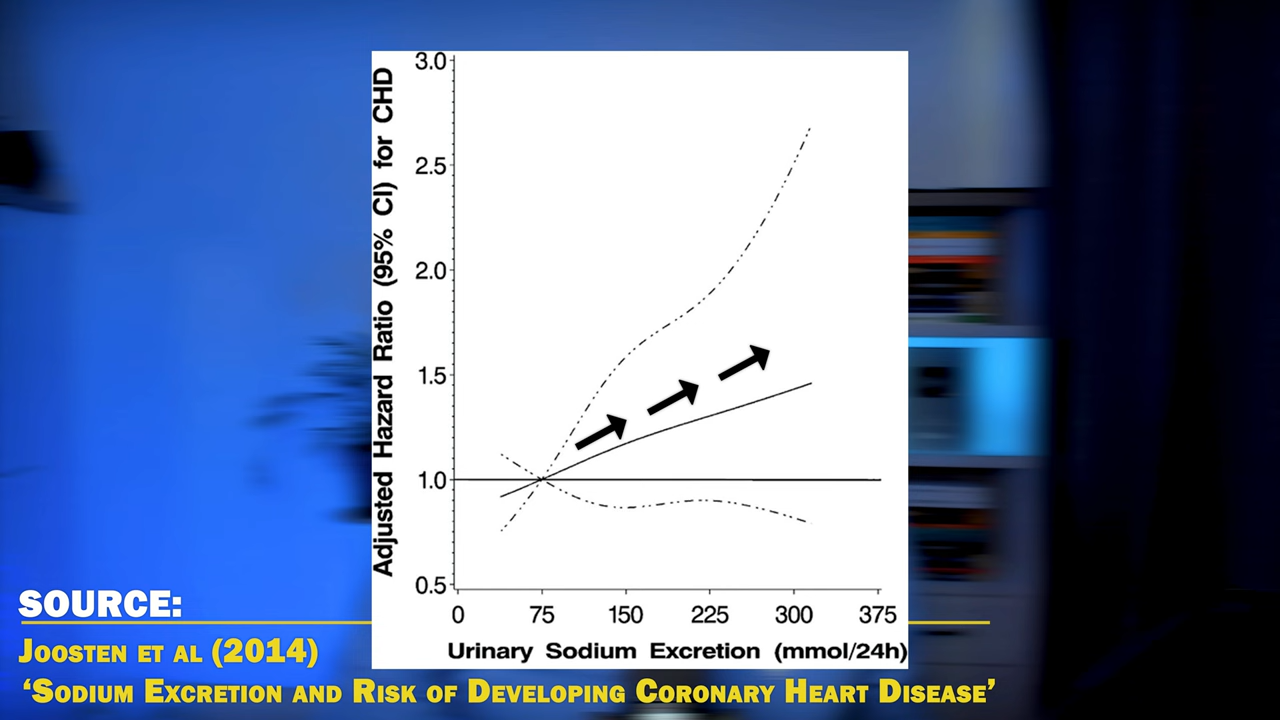 Adjusted Hazard Ratio (95% CI) for CHD
3.0
2.5
2.0
1.5
1.0
0.5
0 75 150 225 300 375
Urinary Sodium Excretion (mmol/24h)
SOURCE:
JOOSTEN ET AL (2014)
‘SODIUM EXCRETION AND RISK OF DEVELOPING CORONARY HEART DISEASE’